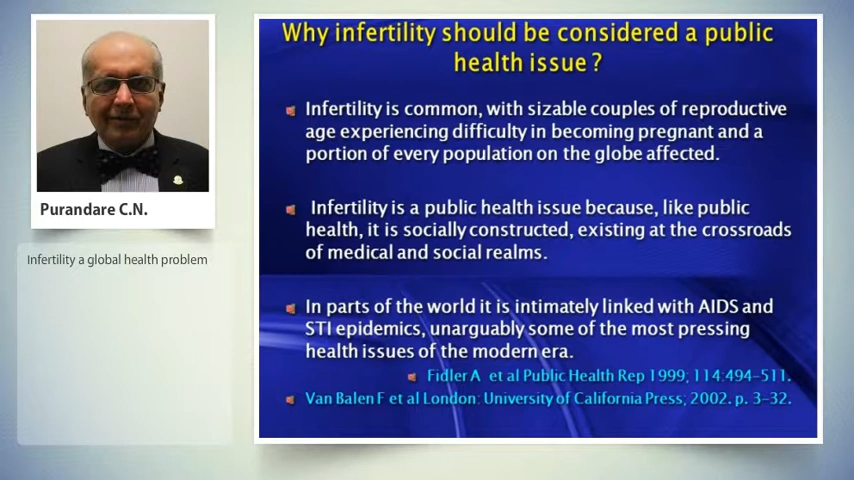 Why infertility should be considered a public
health issue ?
Infertility is common, with sizable couples of reproductive
age experiencing difficulty in becoming pregnant and a
portion of every population on the globe affected.
Infertility is a public health issue because, like public
health, it is socially constructed, existing at the crossroads
of medical and social realms.
In parts of the world it is intimately linked with AIDS and
STI epidemics, unarguably some of the most pressing
health issues of the modern era.
Fidler A et al Public Health Rep 1999; 114:494–511.
Van Balen F et al London: University of California Press; 2002. p. 3–32.
Purandare C.N.
Infertility a global health problem